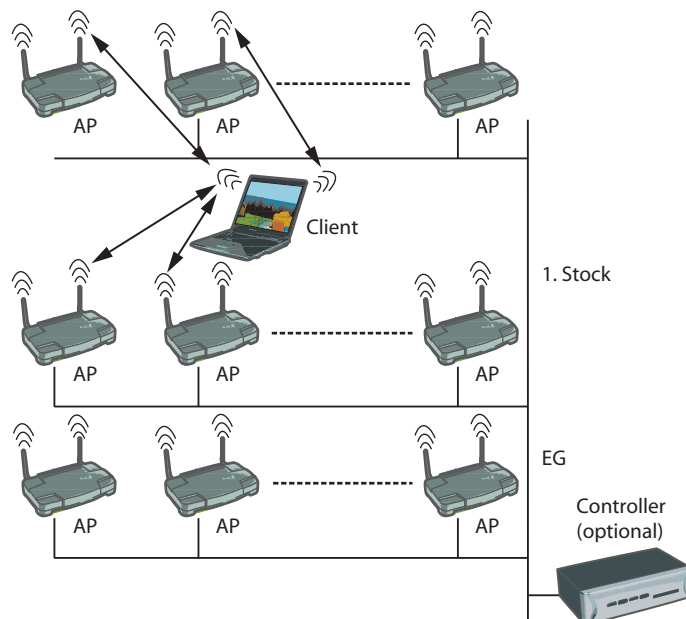 AP AP AP
Client
1. Stock
AP AP AP
EG
Controller
(optional)
AP AP AP